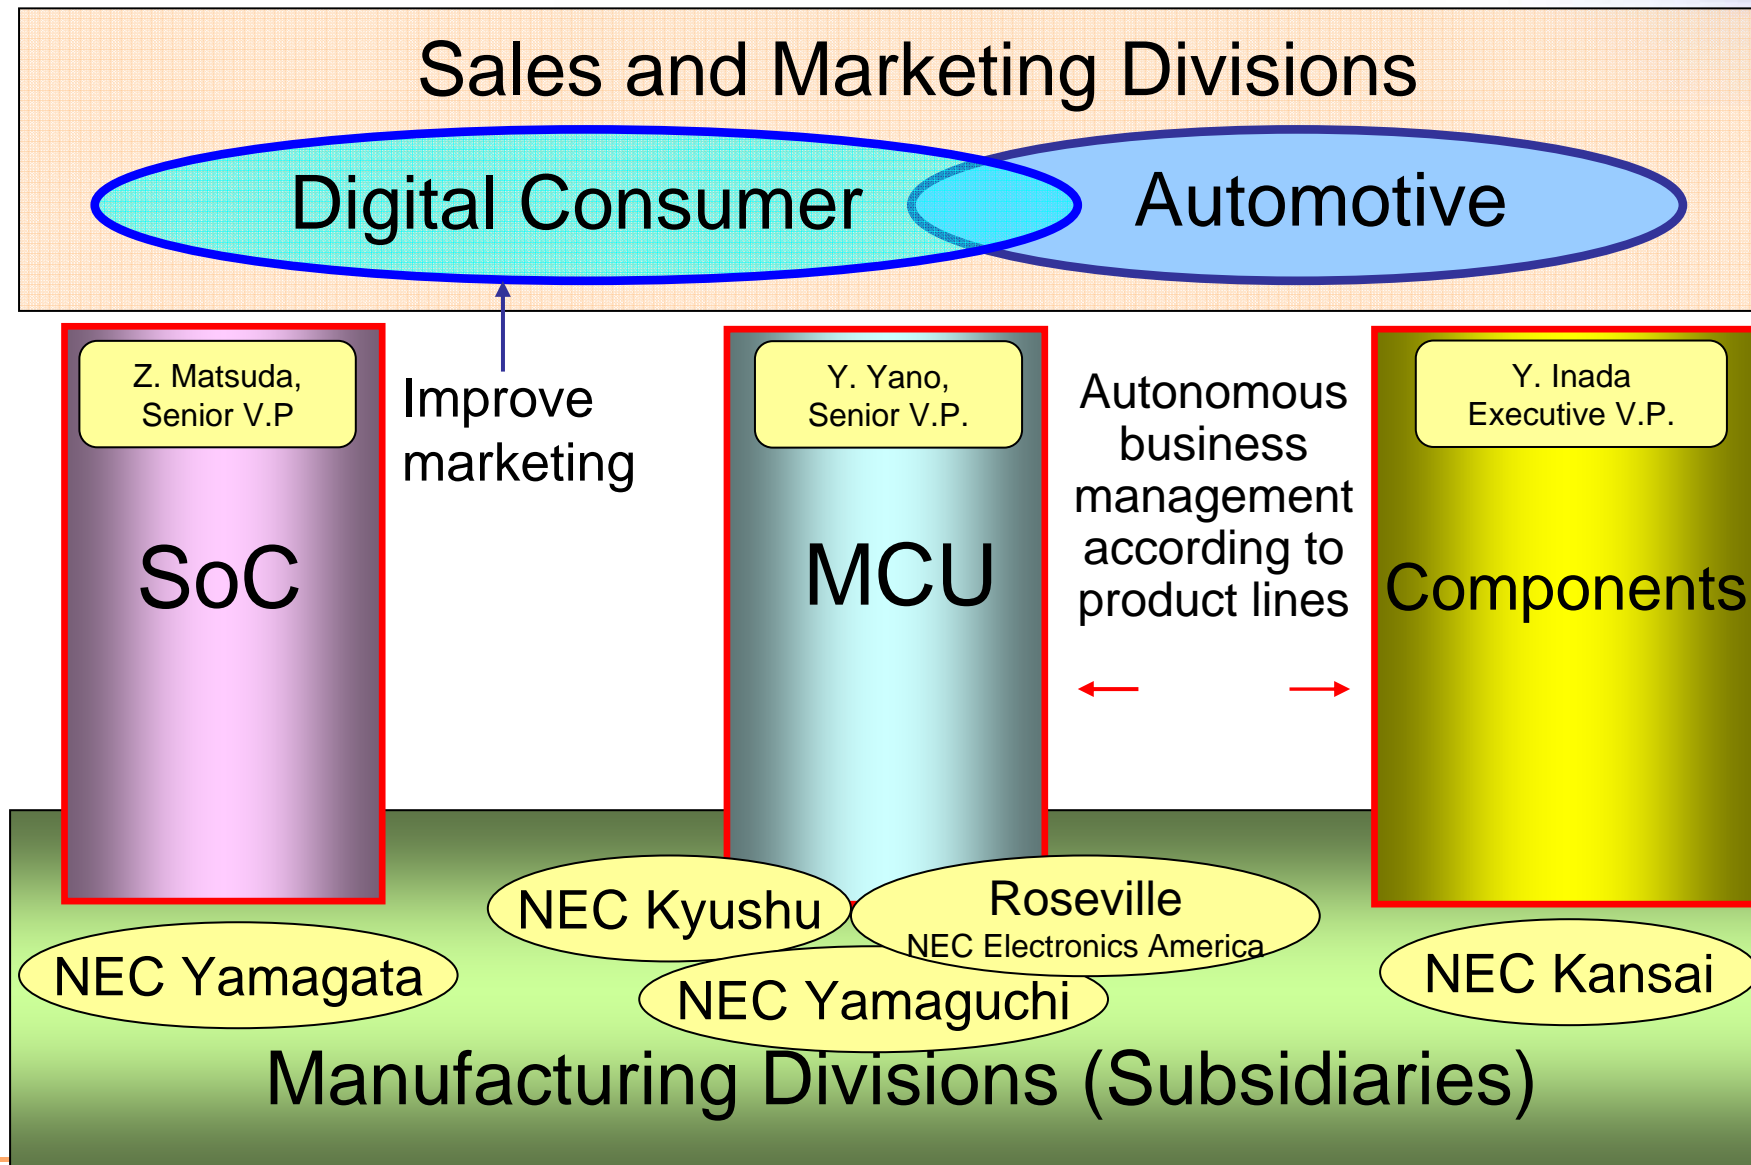 Sales and Marketing Divisions
Digital Consumer
Automotive
Z. Matsuda,
Senior V.P
Improve
marketing
Y. Yano,
Senior V.P.
Autonomous
business
management
according to
product lines
Y. Inada
Executive V.P.
SoC
MCU
Components
NEC Kyushu
Roseville
NEC Electronics America
NEC Yamagata
NEC Yamaguchi
NEC Kansai
Manufacturing Divisions (Subsidiaries)